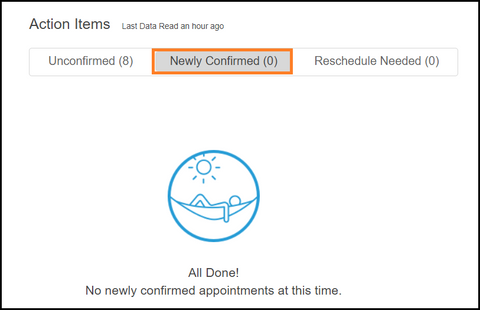 Action Items Last Data Read an hour ago
Unconfirmed (8) Newly Confirmed (0) Reschedule Needed (0)
All Done!
No newly confirmed appointments at this time.